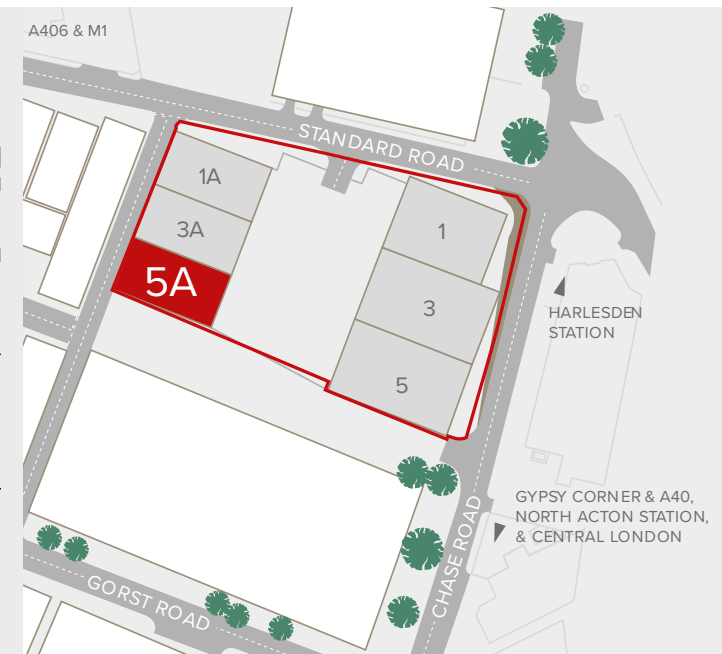 A406 & M1
STANDARD ROAD
1A
3A
5A
1
3
5
HARLESDEN
STATION
GYPSY CORNER & A40,
NORTH ACTON STATION,
& CENTRAL LONDON
CHASE ROAD
GORST ROAD